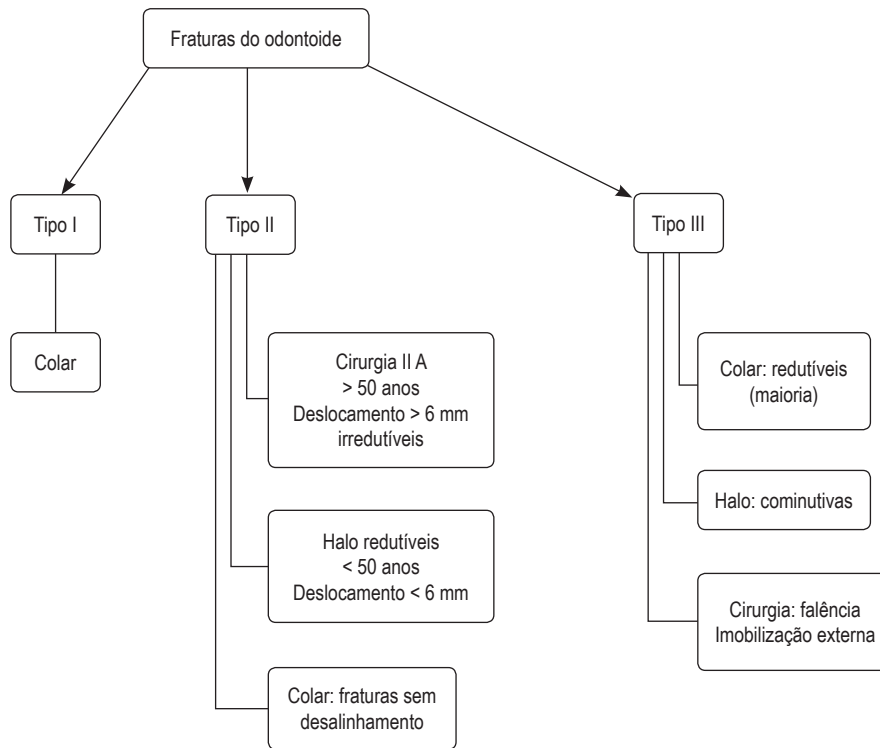 Fraturas do odontoide
Tipo I
Tipo II
Tipo III
Colar
Cirurgia II A
> 50 anos
Deslocamento > 6 mm
irredutíveis
Halo redutíveis
< 50 anos
Deslocamento < 6 mm
Colar: fraturas sem
desalinhamento
Colar: redutíveis
(maioria)
Halo: cominutivas
Cirurgia: falência
Imobilização externa